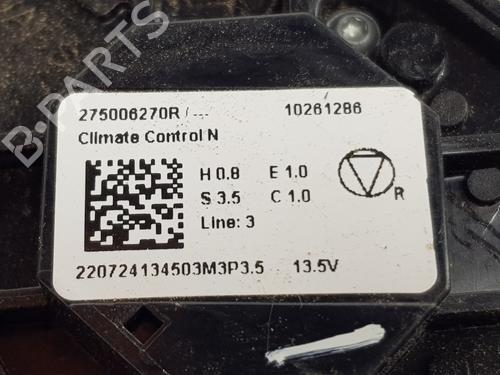 B-PARTS
275006270R / ---
10261286
Climate Control N
H 0.8 E 1.0
S 3.5 C 1.0
R
Line: 3
220724134503M3P3.5 13.5V